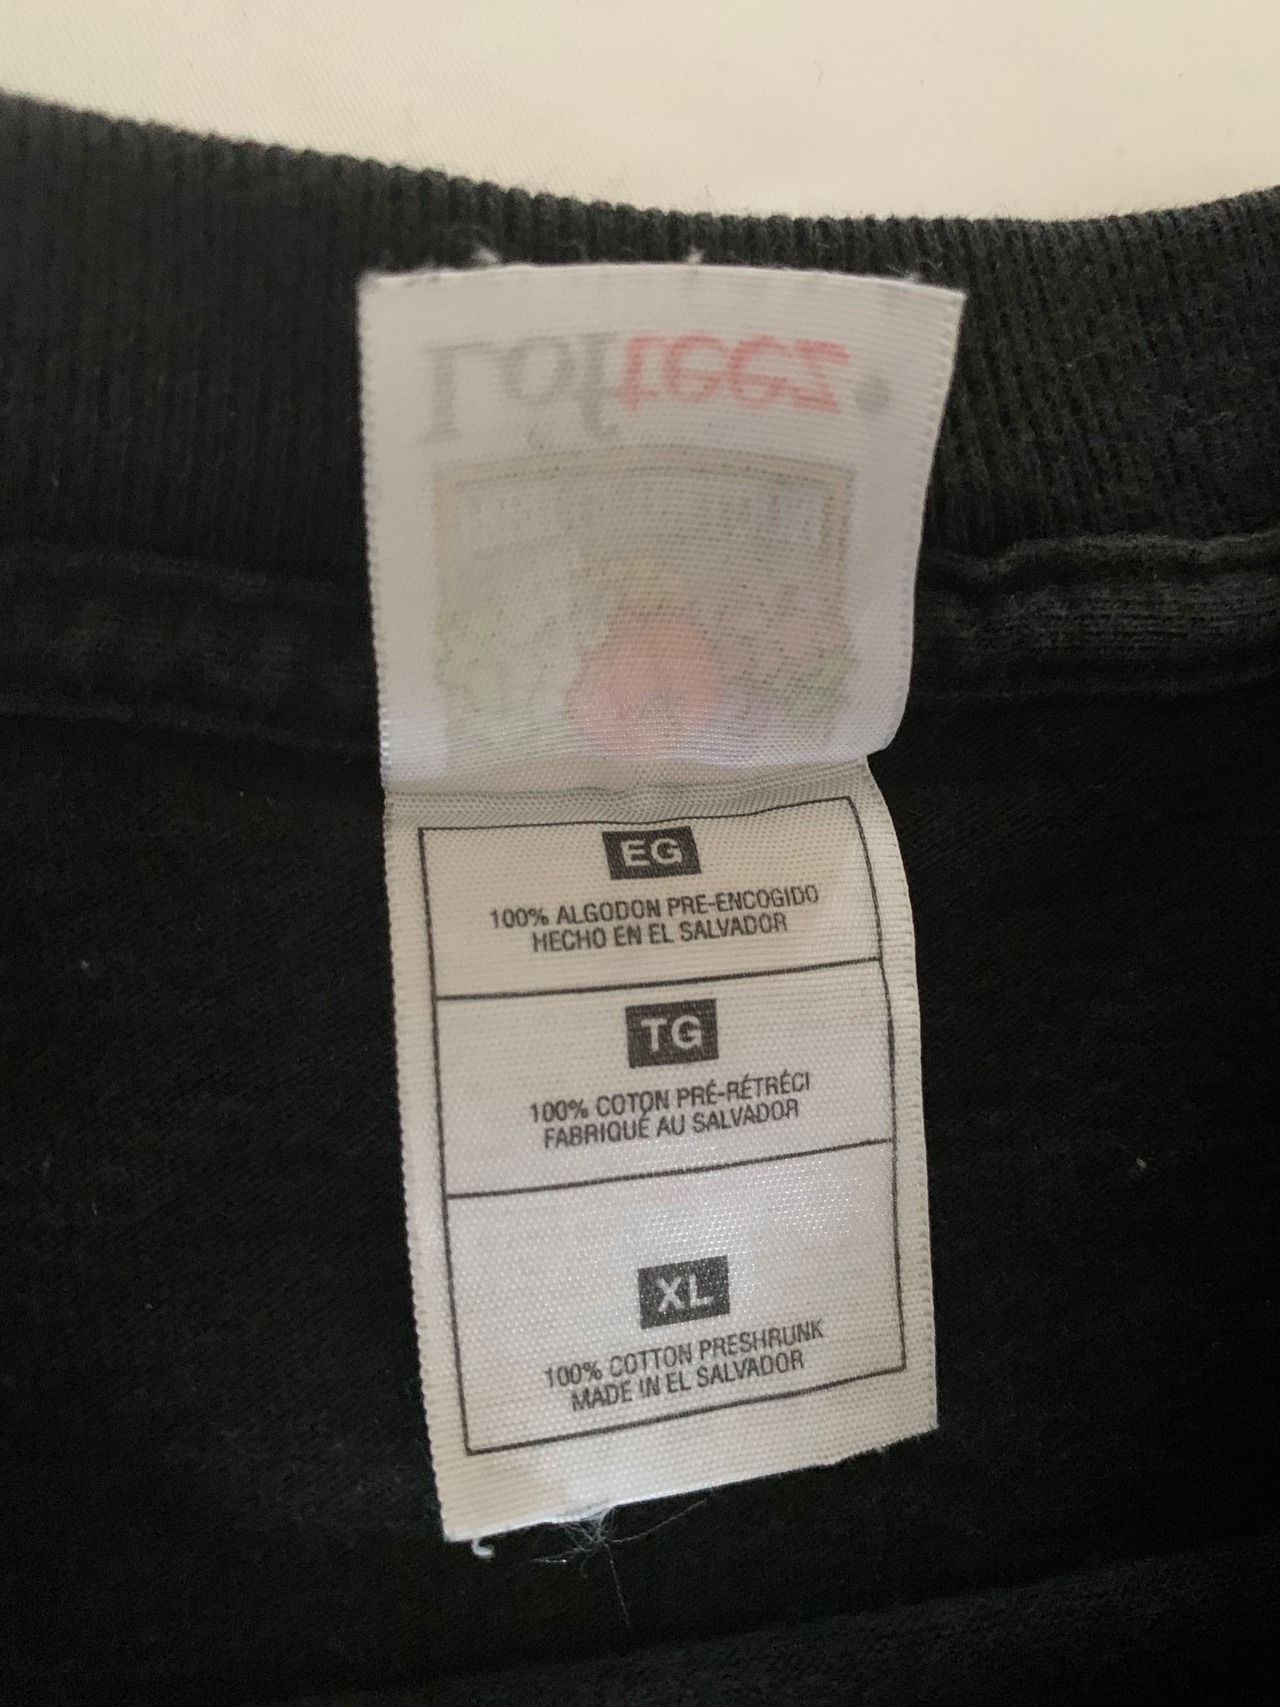 Lofteez
EG
100% ALGODON PRE-ENCOGIDO
HECHO EN EL SALVADOR
TG
100% COTON PRÉ-RÉTRÉCI
FABRIQUÉ AU SALVADOR
XL
100% COTTON PRESHRUNK
MADE IN EL SALVADOR